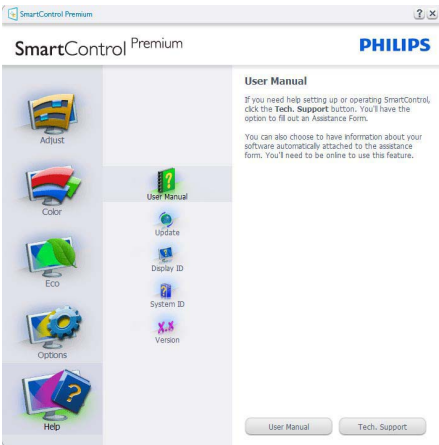 SmartControl Premium
SmartControl Premium
PHILIPS
Adjust
Color
Eco
Options
Help
User Manual
Update
Display ID
System ID
X.X
Version
User Manual
If you need help setting up or operating SmartControl,
click the Tech. Support button. You'll have the
option to fill out an Assistance Form.
You can also choose to have information about your
software automatically attached to the assistance
form. You'll need to be online to use this feature.
User Manual
Tech. Support